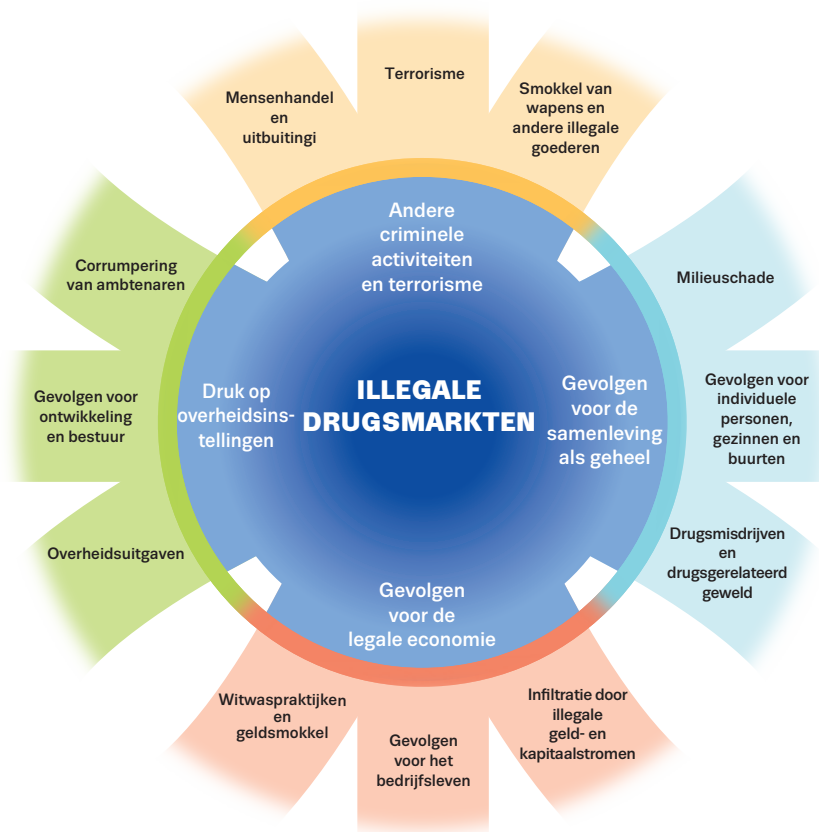 Terrorisme
Mensenhandel
en
uitbuitingi
Smokkel van
wapens en
andere illegale
goederen
Andere
criminele
activiteiten
en terrorisme
Corrumpering
van ambtenaren
Milieuschade
Gevolgen voor
ontwikkeling
en bestuur
Druk op
overheidsins-
tellingen
ILLEGALE
DRUGSMARKTEN
Gevolgen
voor de
samenleving
als geheel
Gevolgen voor
individuele
personen,
gezinnen en
buurten
Overheidsuitgaven
Drugsmisdrijven
en
drugsgerelateerd
geweld
Gevolgen
voor de
legale economie
Witwaspraktijken
en
geldsmokkel
Gevolgen
voor het
bedrijfsleven
Infiltratie door
illegale
geld- en
kapitaalstromen